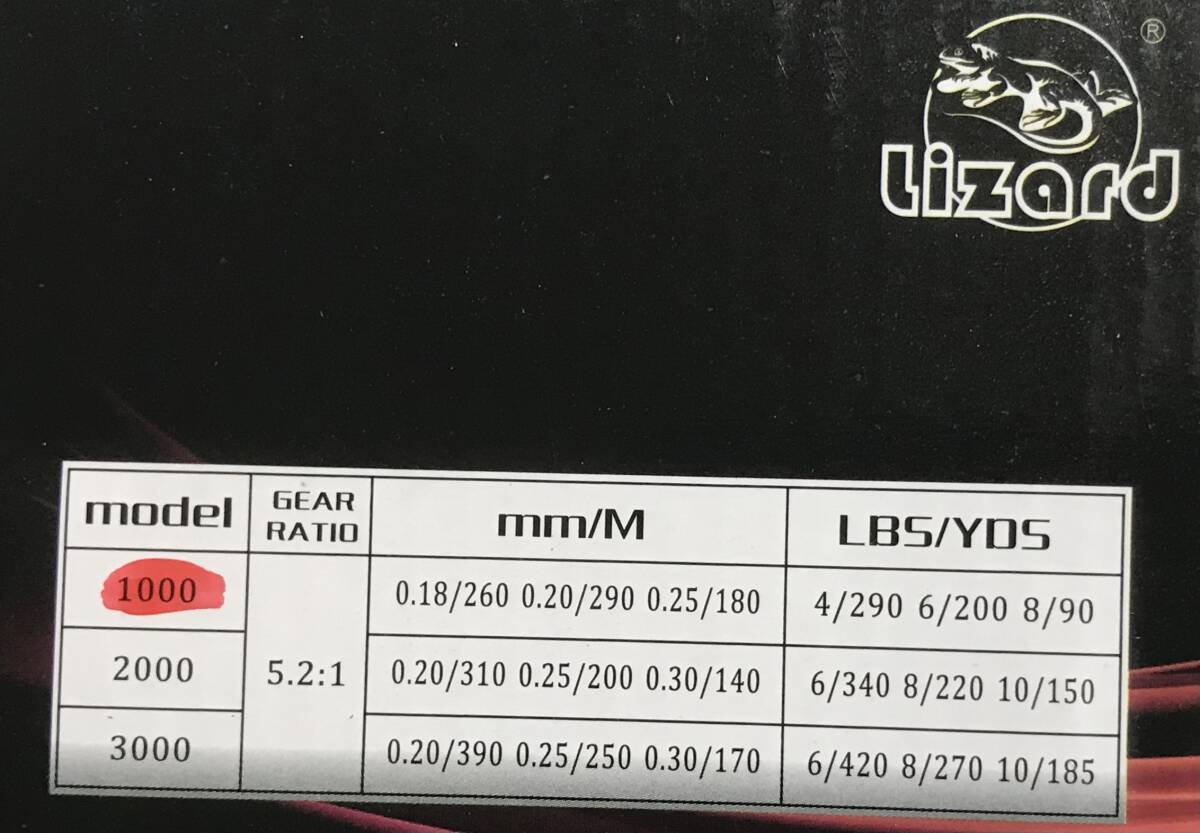 ®
Lizard
model GEAR RATIO mm/M LBS/YDS
1000 0.18/260 0.20/290 0.25/180 4/290 6/200 8/90
2000 5.2:1 0.20/310 0.25/200 0.30/140 6/340 8/220 10/150
3000 0.20/390 0.25/250 0.30/170 6/420 8/270 10/185